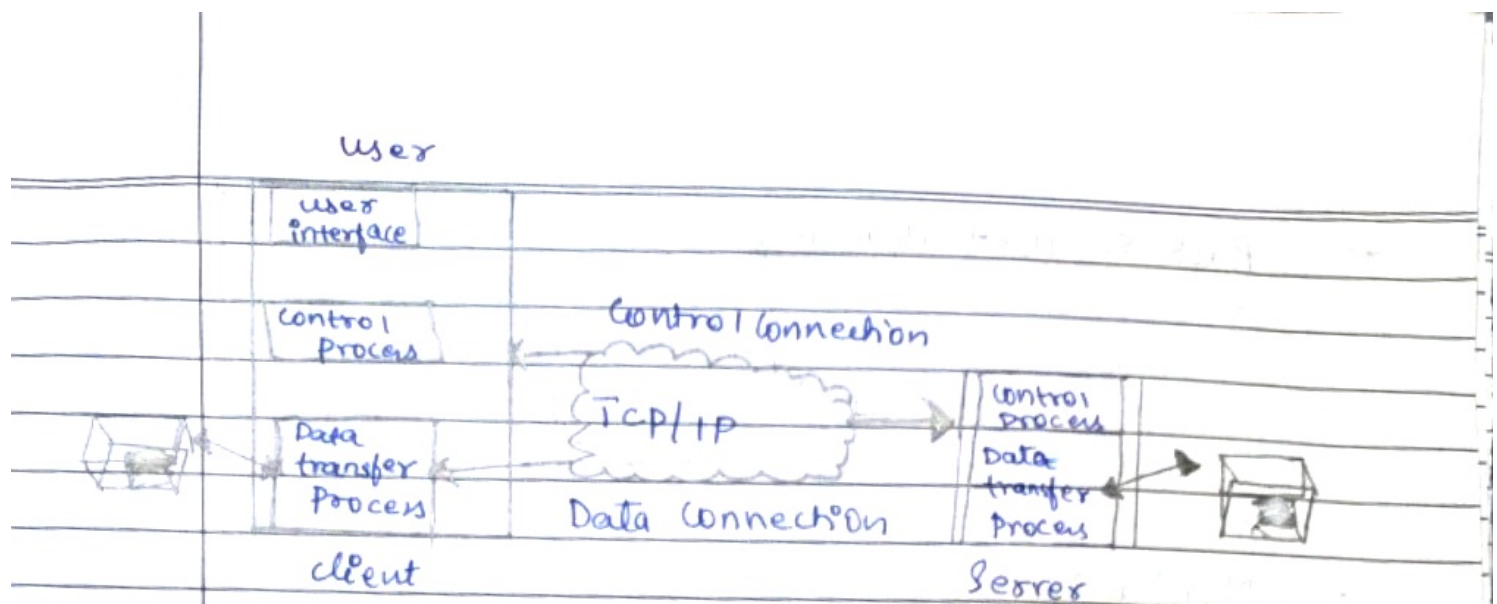 user
user
interface
control
process
Control Connection
TCP/IP
control
process
Data
transfer
Process
Data
transfer
Process
Data Connection
client
Server